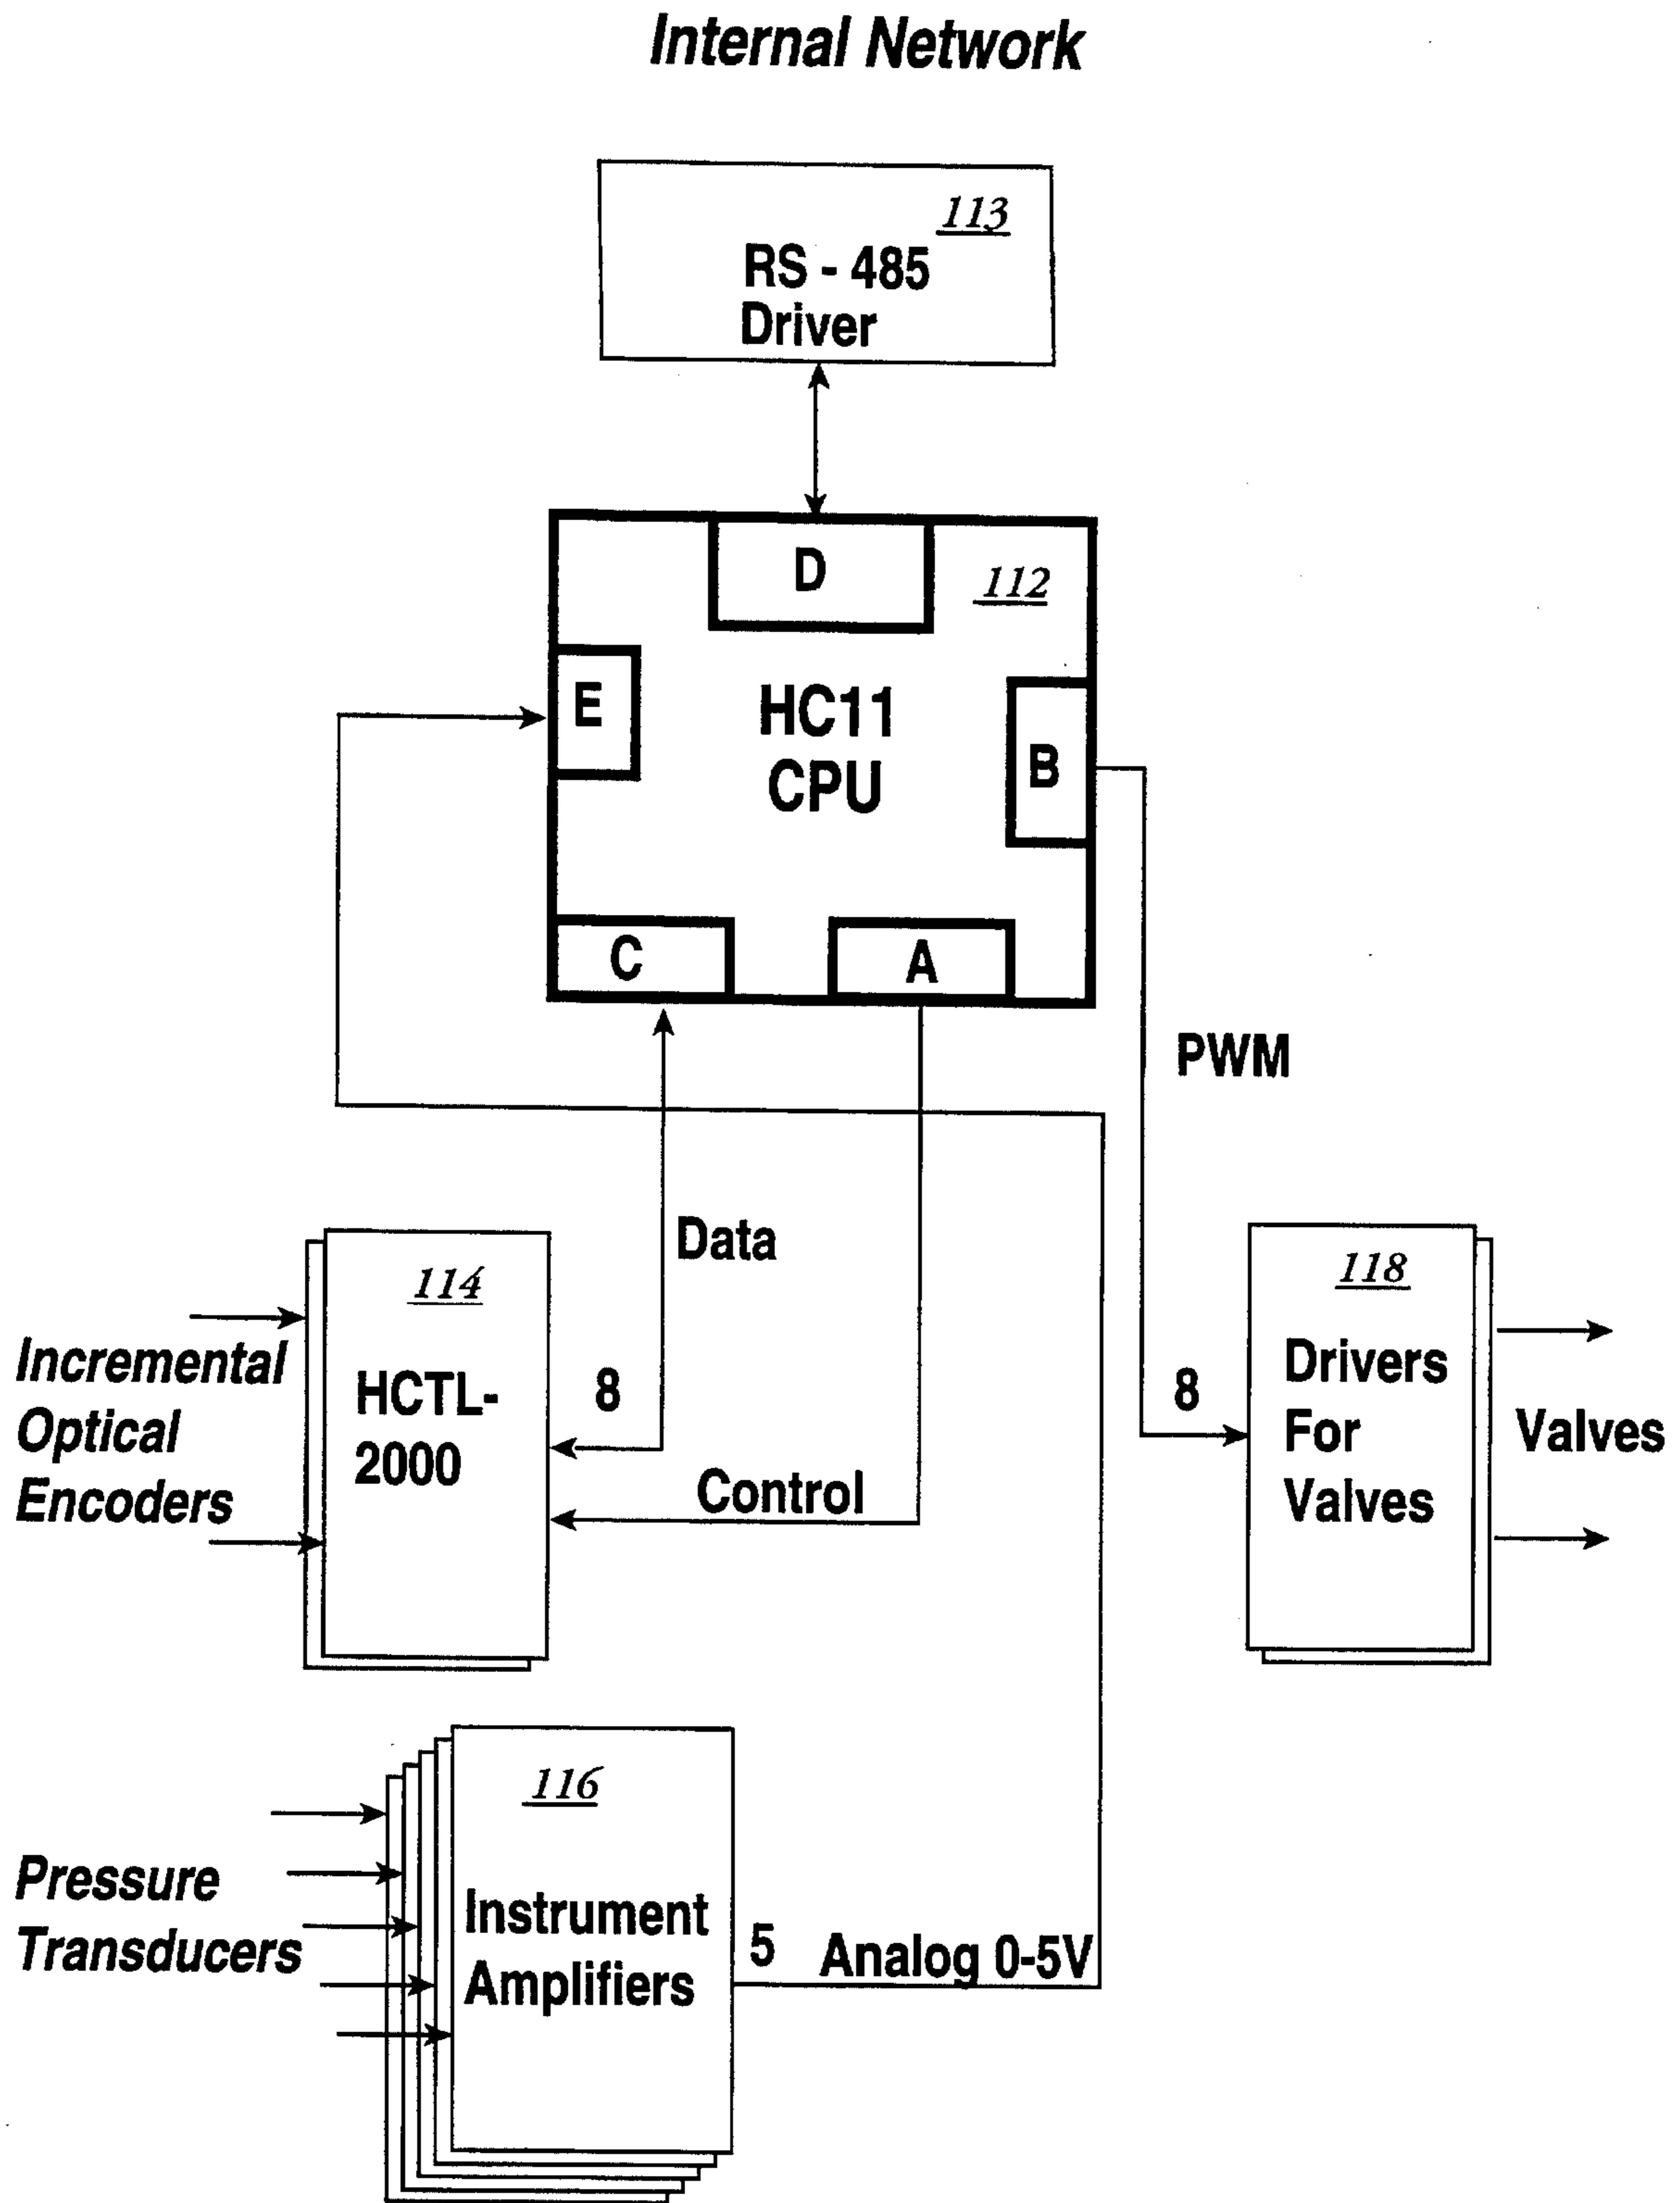 Internal Network
113
RS - 485
Driver
D
112
E
HC11
CPU
B
C
A
PWM
Data
114
HCTL-
2000
8
Incremental
Optical
Encoders
Control
118
Drivers
For
Valves
8
Valves
116
Instrument
Amplifiers
Pressure
Transducers
5
Analog 0-5V